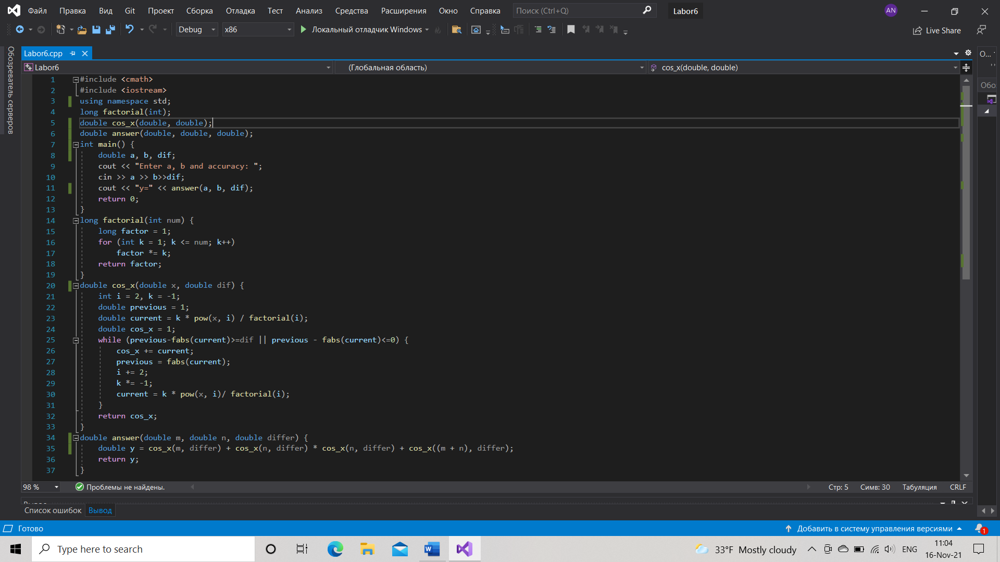 Файл Правка Вид Git Проект Сборка Отладка Тест Анализ Средства Расширения Окно Справка Поиск (Ctrl+Q) Labor6 AN
Debug x86 Локальный отладчик Windows Live Share
Обозреватель серверов
Labor6.cpp О...
Labor6 (Глобальная область) cos_x(double, double)
Обо
1 #include <cmath>
2 #include <iostream>
3 using namespace std;
4 long factorial(int);
5 double cos_x(double, double);
6 double answer(double, double, double);
7 int main() {
8 double a, b, dif;
9 cout << "Enter a, b and accuracy: ";
10 cin >> a >> b>>dif;
11 cout << "y=" << answer(a, b, dif);
12 return 0;
13 }
14 long factorial(int num) {
15 long factor = 1;
16 for (int k = 1; k <= num; k++)
17 factor *= k;
18 return factor;
19 }
20 double cos_x(double x, double dif) {
21 int i = 2, k = -1;
22 double previous = 1;
23 double current = k * pow(x, i) / factorial(i);
24 double cos_x = 1;
25 while (previous-fabs(current)>=dif || previous - fabs(current)<=0) {
26 cos_x += current;
27 previous = fabs(current);
28 i += 2;
29 k *= -1;
30 current = k * pow(x, i)/ factorial(i);
31 }
32 return cos_x;
33 }
34 double answer(double m, double n, double differ) {
35 double y = cos_x(m, differ) + cos_x(n, differ) * cos_x(n, differ) + cos_x((m + n), differ);
36 return y;
37 }
98 % Проблемы не найдены. Стр: 5 Симв: 30 Табуляция CRLF
Вывод
Список ошибок Вывод
Готово Добавить в систему управления версиями 1
Type here to search 33°F Mostly cloudy ENG 11:04
16-Nov-21